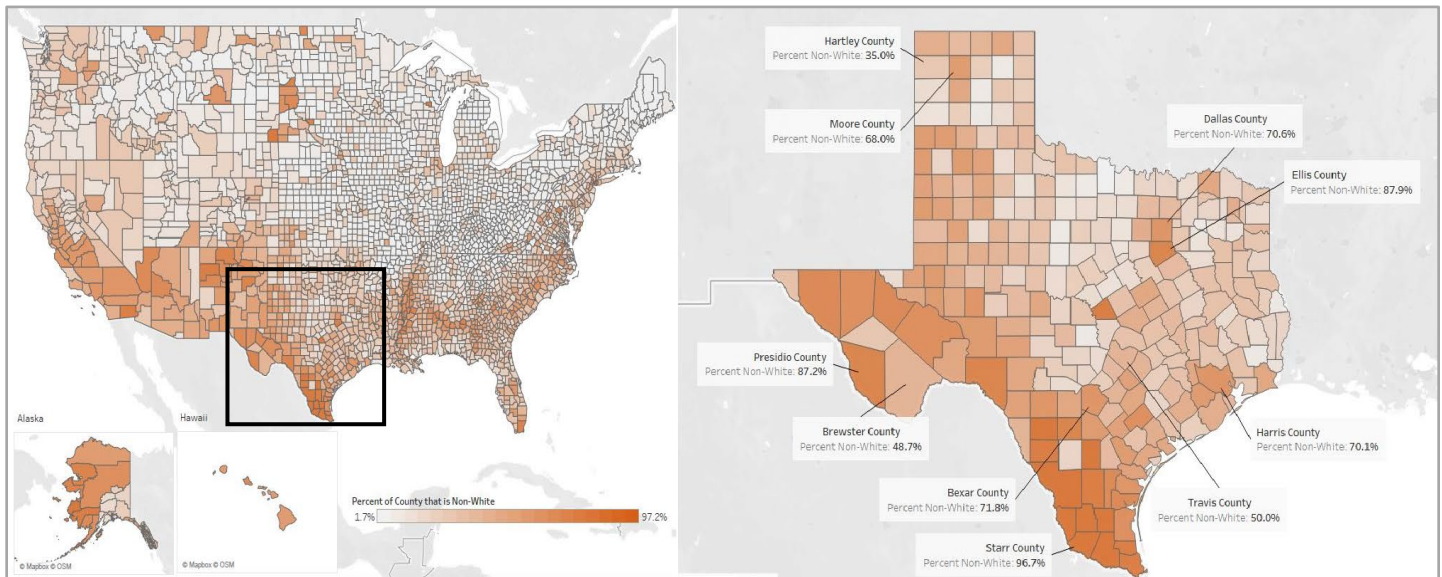 Alaska
Hawaii
Percent of County that is Non-White
1.7%
97.2%
© Mapbox © OSM
© Mapbox © OSM
Hartley County
Percent Non-White: 35.0%
Moore County
Percent Non-White: 68.0%
Dallas County
Percent Non-White: 70.6%
Ellis County
Percent Non-White: 87.9%
Presidio County
Percent Non-White: 87.2%
Brewster County
Percent Non-White: 48.7%
Harris County
Percent Non-White: 70.1%
Bexar County
Percent Non-White: 71.8%
Travis County
Percent Non-White: 50.0%
Starr County
Percent Non-White: 96.7%